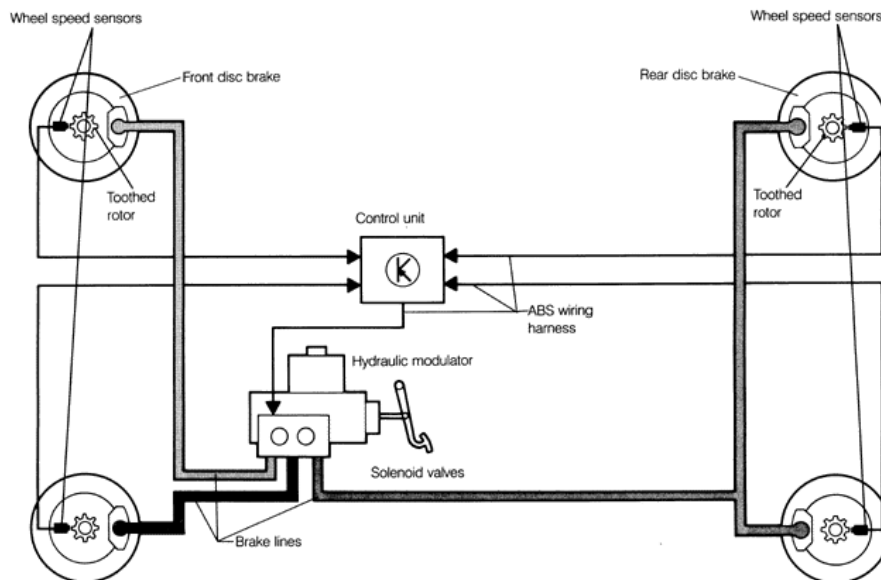 Wheel speed sensors
Wheel speed sensors
Front disc brake
Rear disc brake
Toothed
rotor
Toothed
rotor
Control unit
ABS wiring
harness
Hydraulic modulator
Solenoid valves
Brake lines